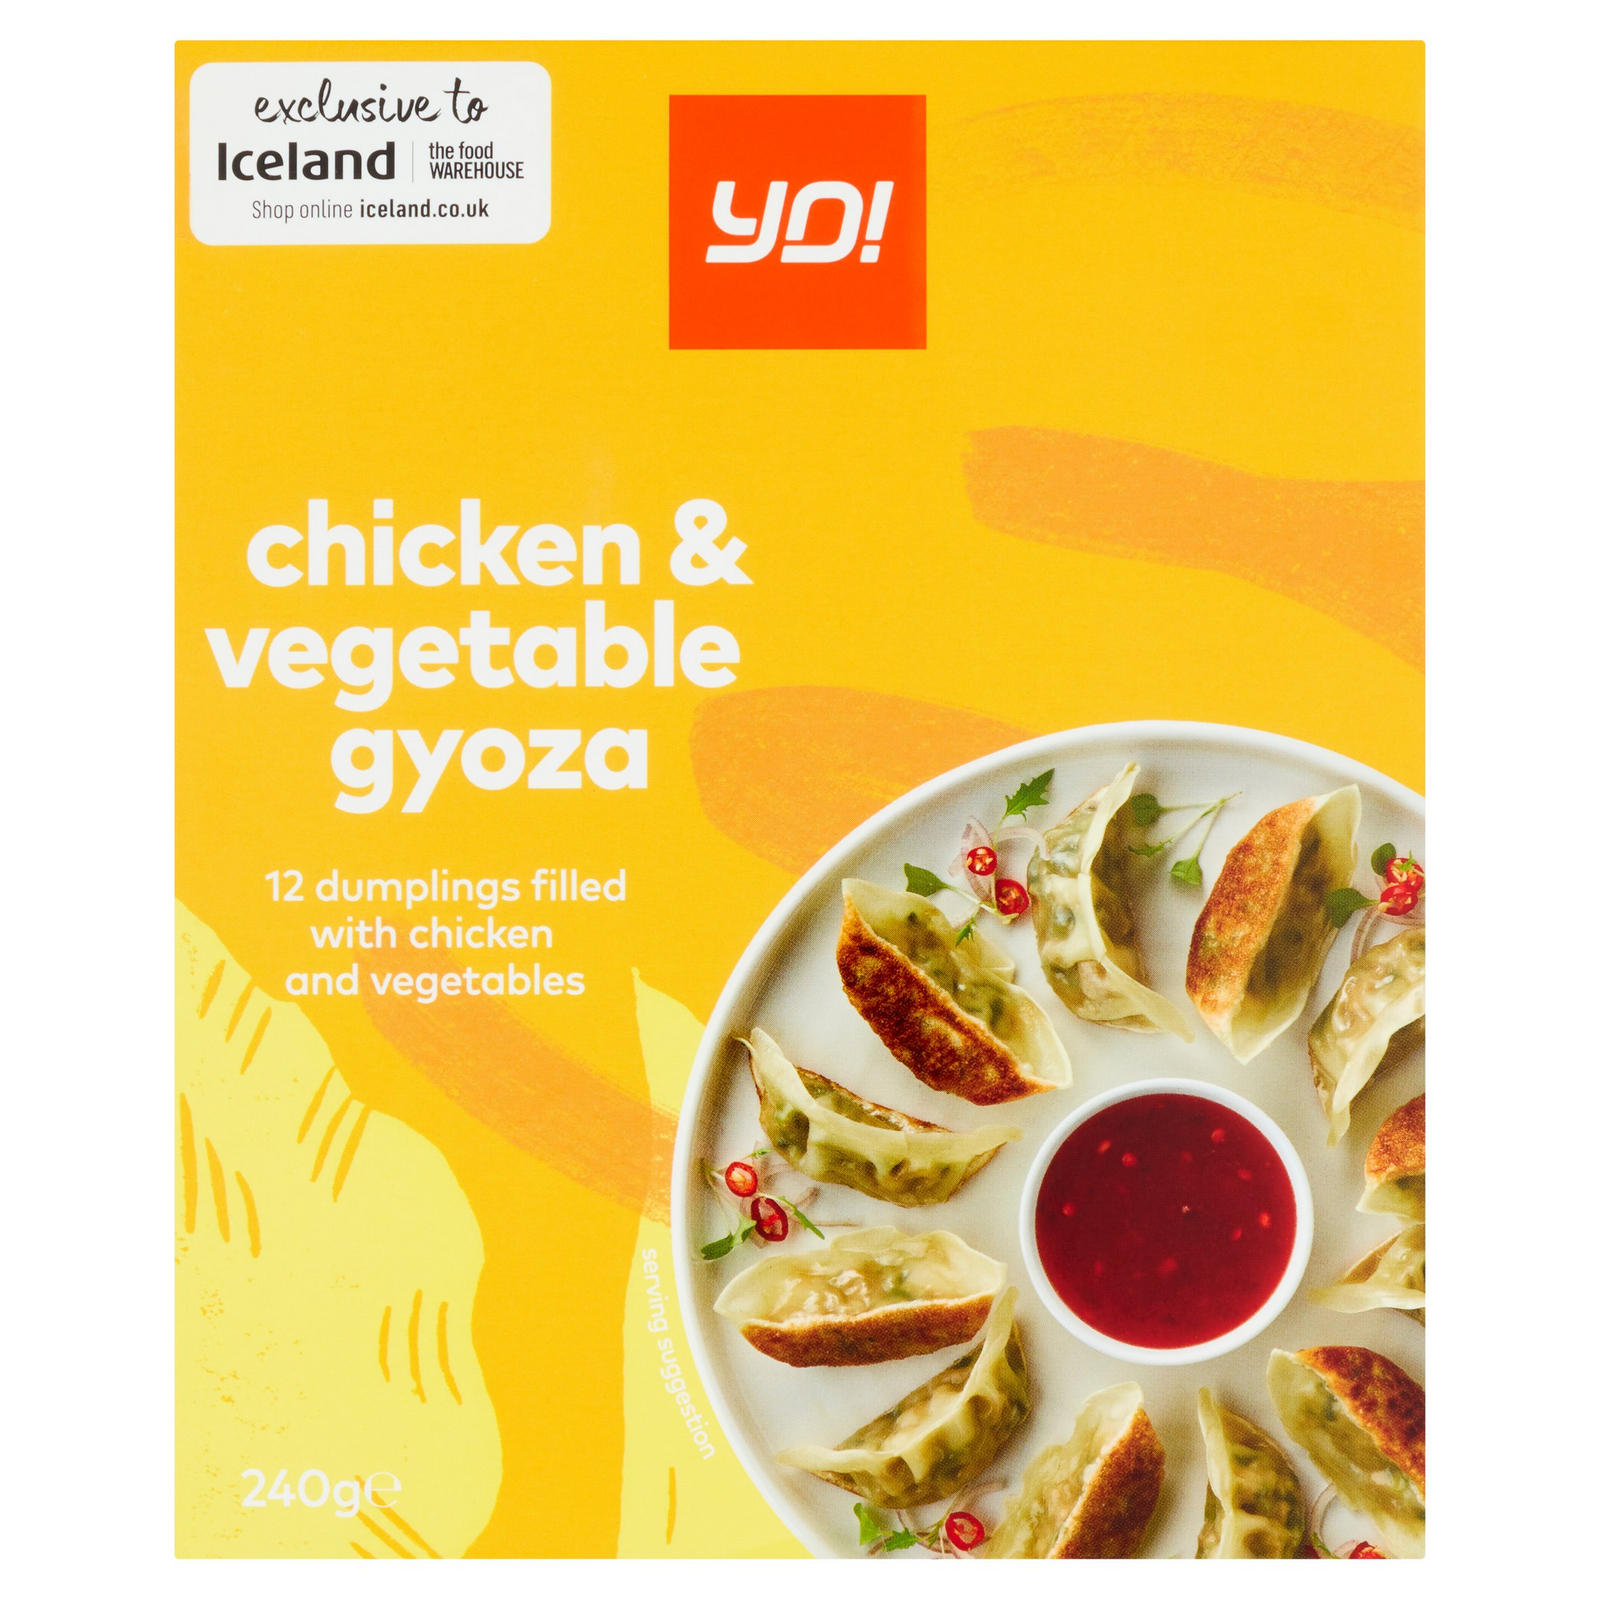 exclusive to
Iceland
the food
WAREHOUSE
Shop online iceland.co.uk
YO!
chicken &
vegetable
gyoza
12 dumplings filled
with chicken
and vegetables
serving suggestion
240g℮